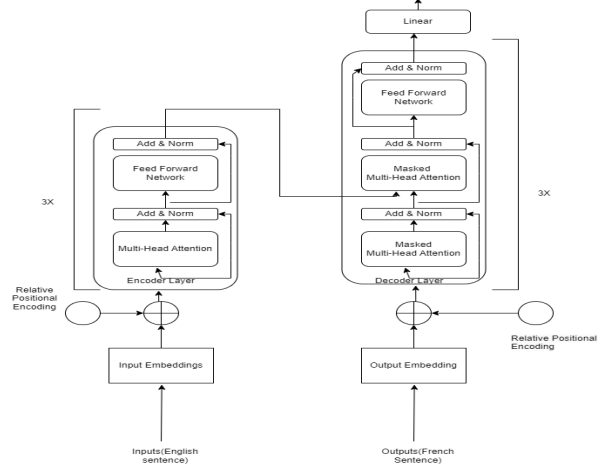 Linear
Add & Norm
Feed Forward
Network
Add & Norm
Masked
Multi-Head Attention
Add & Norm
Masked
Multi-Head Attention
Decoder Layer
3X
Add & Norm
Feed Forward
Network
Add & Norm
Multi-Head Attention
Encoder Layer
3X
Relative
Positional
Encoding
Relative Positional
Encoding
Input Embeddings
Output Embedding
Inputs(English
sentence)
Outputs(French
Sentence)